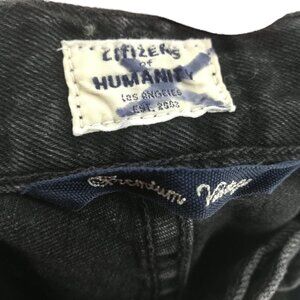 CITIZENS
of
HUMANITY
LOS ANGELES
EST. 2003
Premium Vintage